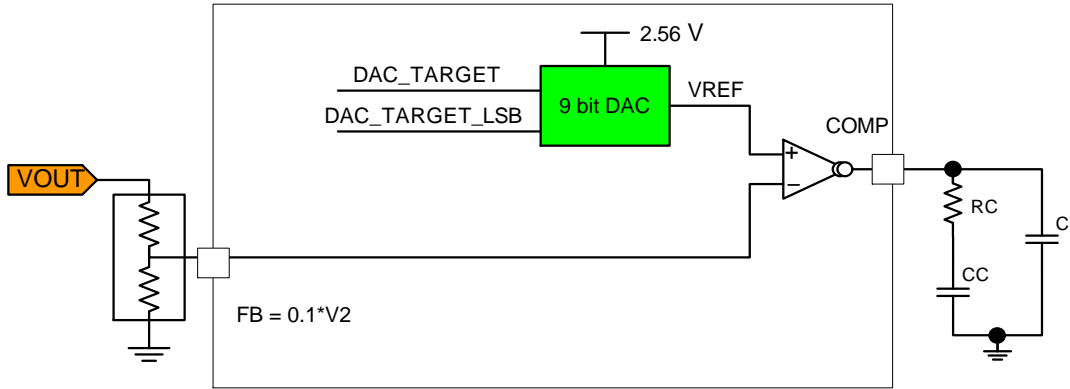 2.56 V
DAC_TARGET
9 bit DAC
VREF
DAC_TARGET_LSB
COMP
VOUT
RC
C
CC
FB = 0.1*V2